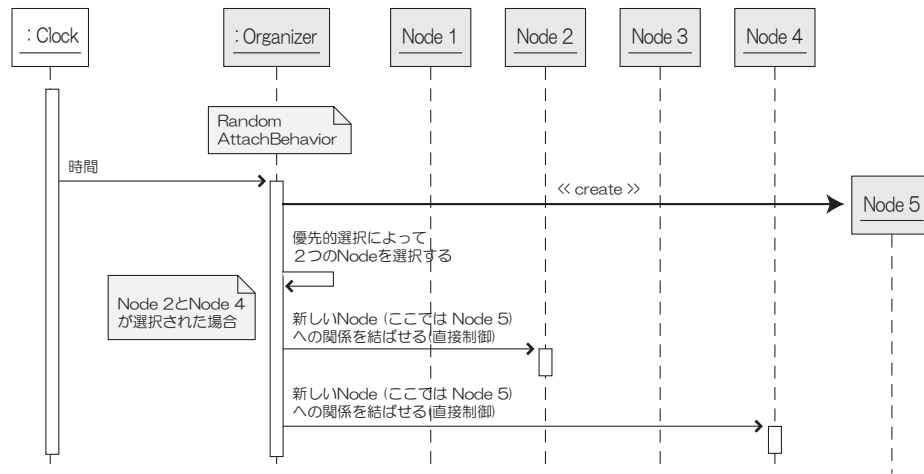 : Clock
: Organizer
Node 1
Node 2
Node 3
Node 4
Random
AttachBehavior
時間
<< create >>
Node 5
優先的選択によって
２つのNodeを選択する
Node 2とNode 4
が選択された場合
新しいNode (ここでは Node 5)
への関係を結ばせる(直接制御)
新しいNode (ここでは Node 5)
への関係を結ばせる(直接制御)